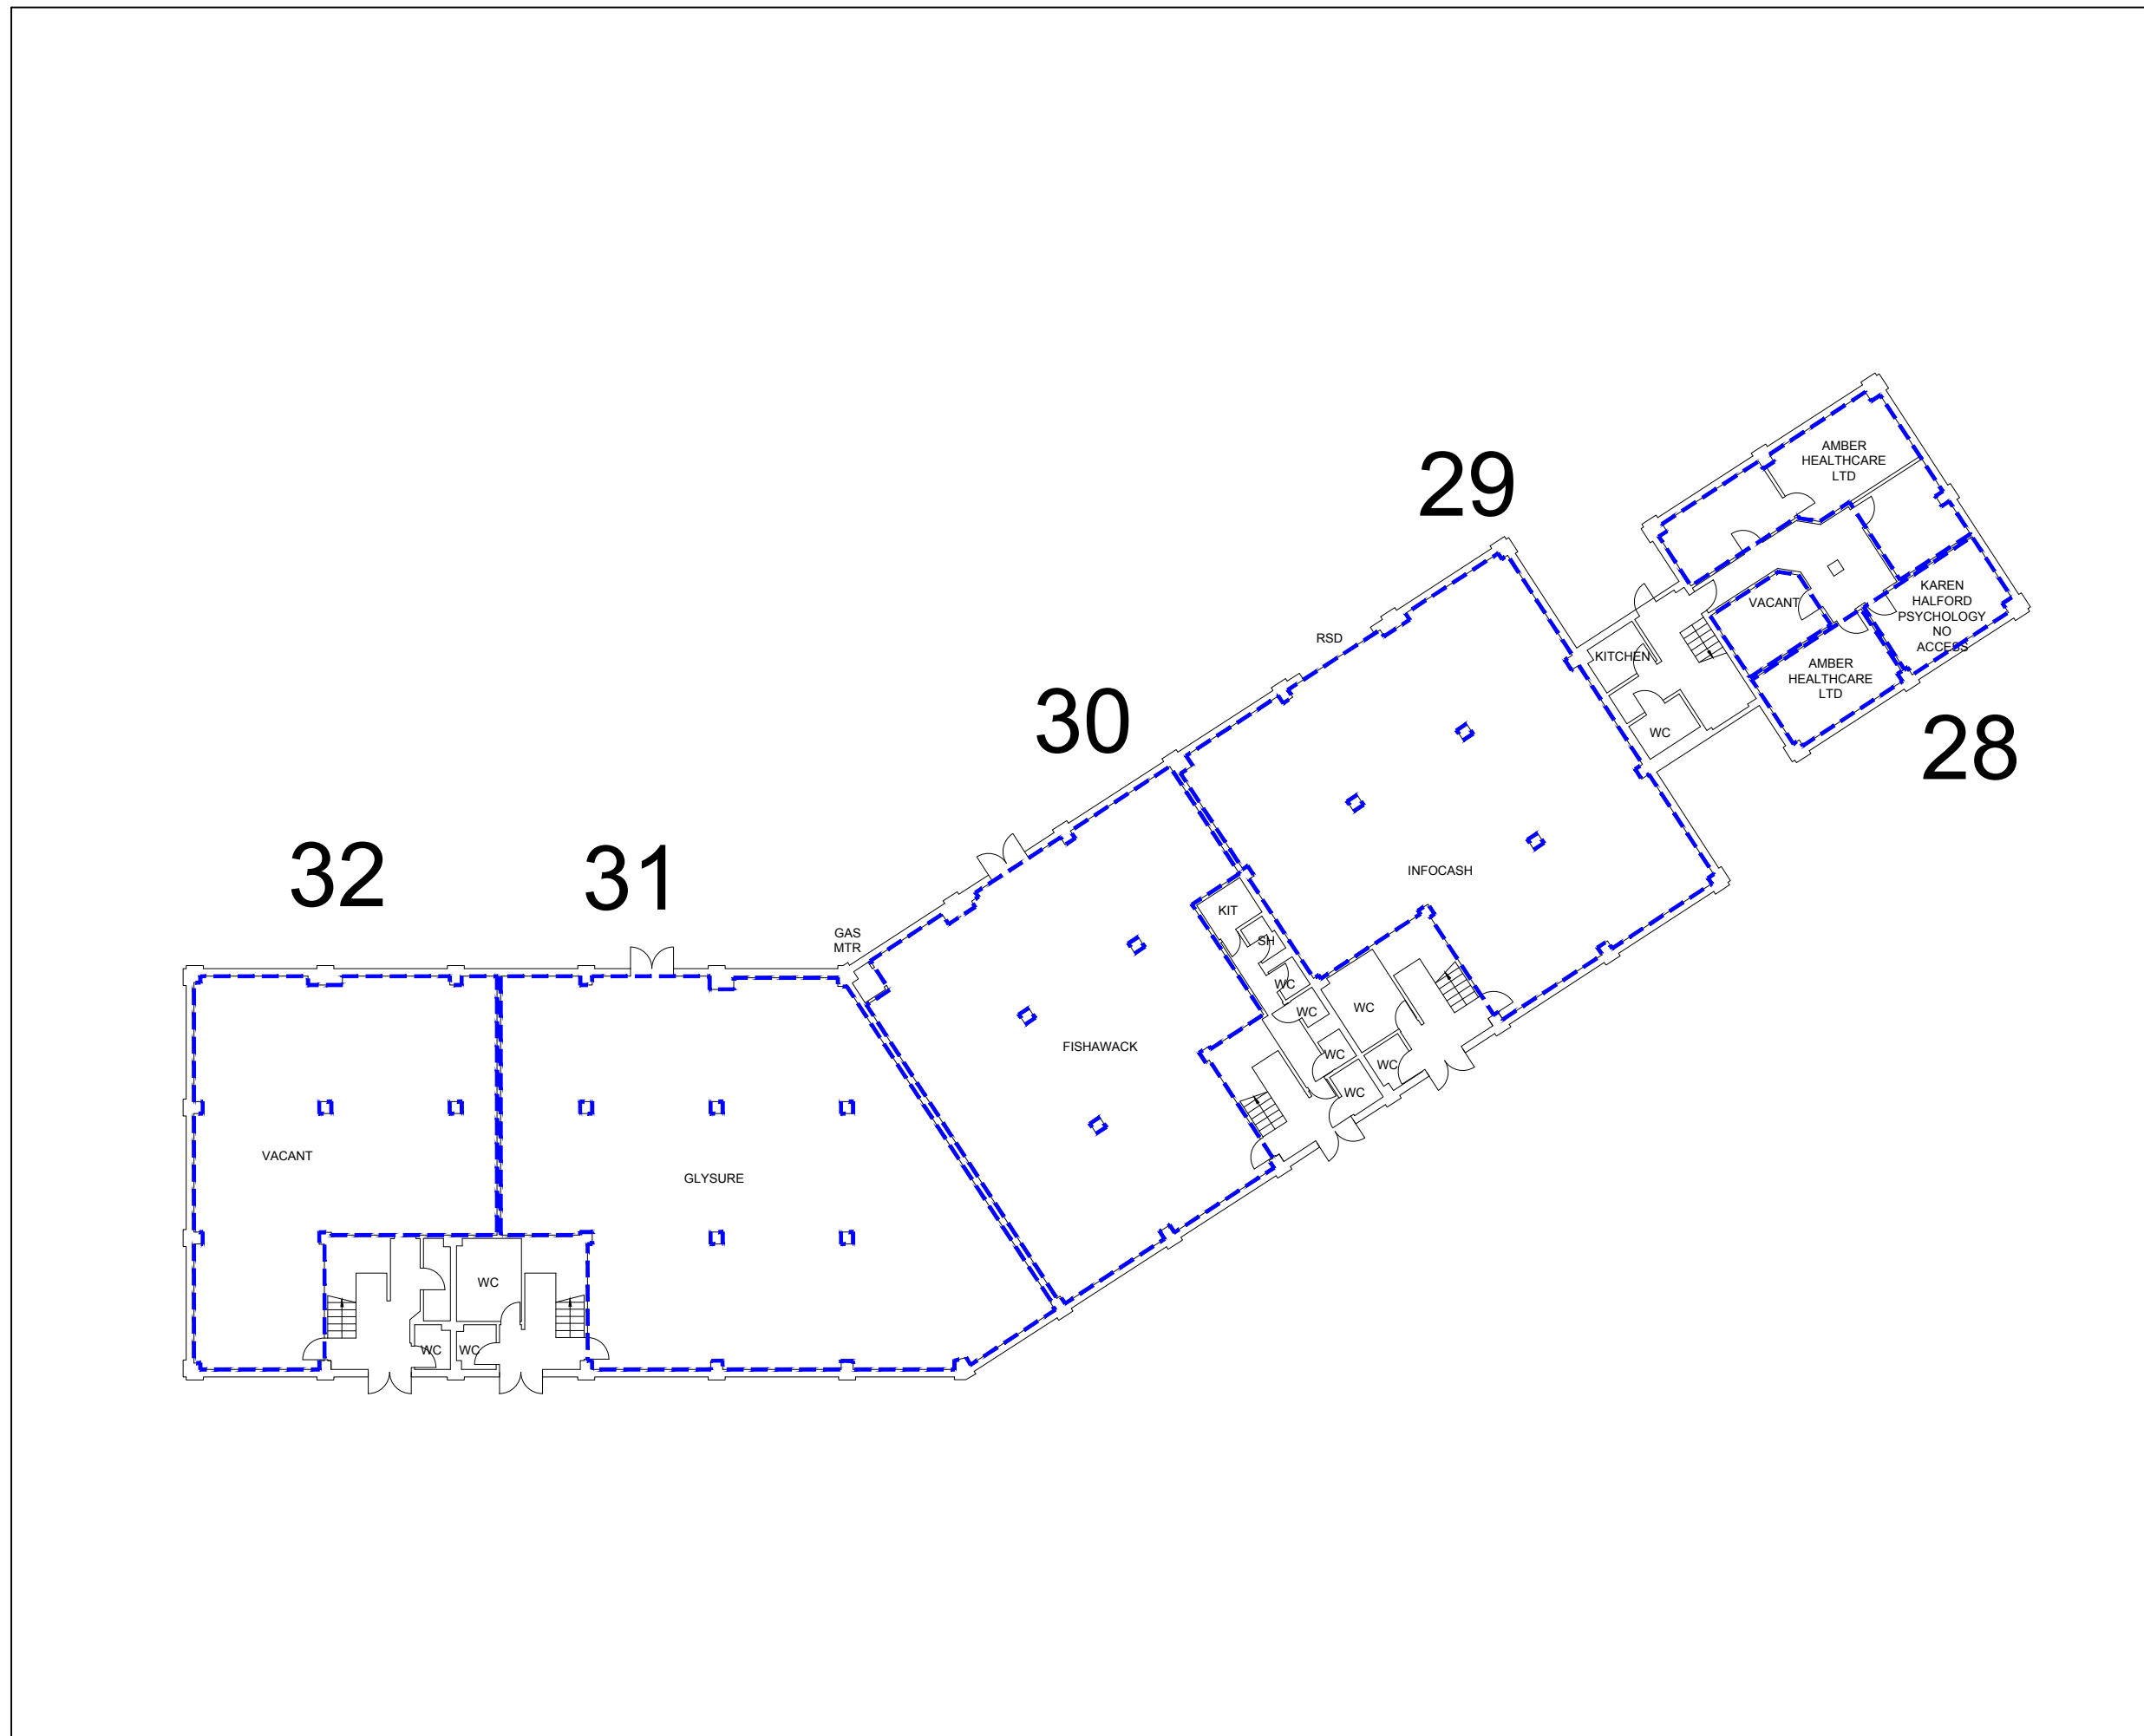 AMBER
HEALTHCARE
LTD
29
KAREN
HALFORD
PSYCHOLOGY
NO
ACCESS
VACANT
RSD
KITCHEN
AMBER
HEALTHCARE
LTD
30
WC
28
32
31
INFOCASH
KIT
GAS
MTR
SH
WC
WC
WC
FISHAWACK
WC
WC
WC
VACANT
GLYSURE
WC
WC
WC